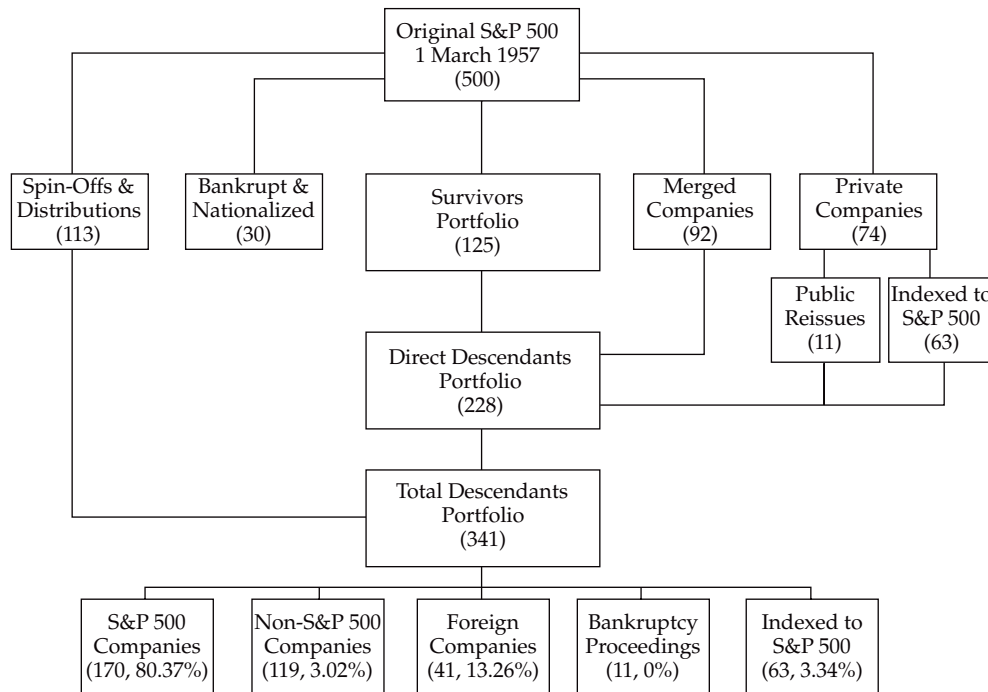 Original S&P 500
1 March 1957
(500)
Spin-Offs &
Distributions
(113)
Bankrupt &
Nationalized
(30)
Survivors
Portfolio
(125)
Merged
Companies
(92)
Private
Companies
(74)
Public
Reissues
(11)
Indexed to
S&P 500
(63)
Direct Descendants
Portfolio
(228)
Total Descendants
Portfolio
(341)
S&P 500
Companies
(170, 80.37%)
Non-S&P 500
Companies
(119, 3.02%)
Foreign
Companies
(41, 13.26%)
Bankruptcy
Proceedings
(11, 0%)
Indexed to
S&P 500
(63, 3.34%)